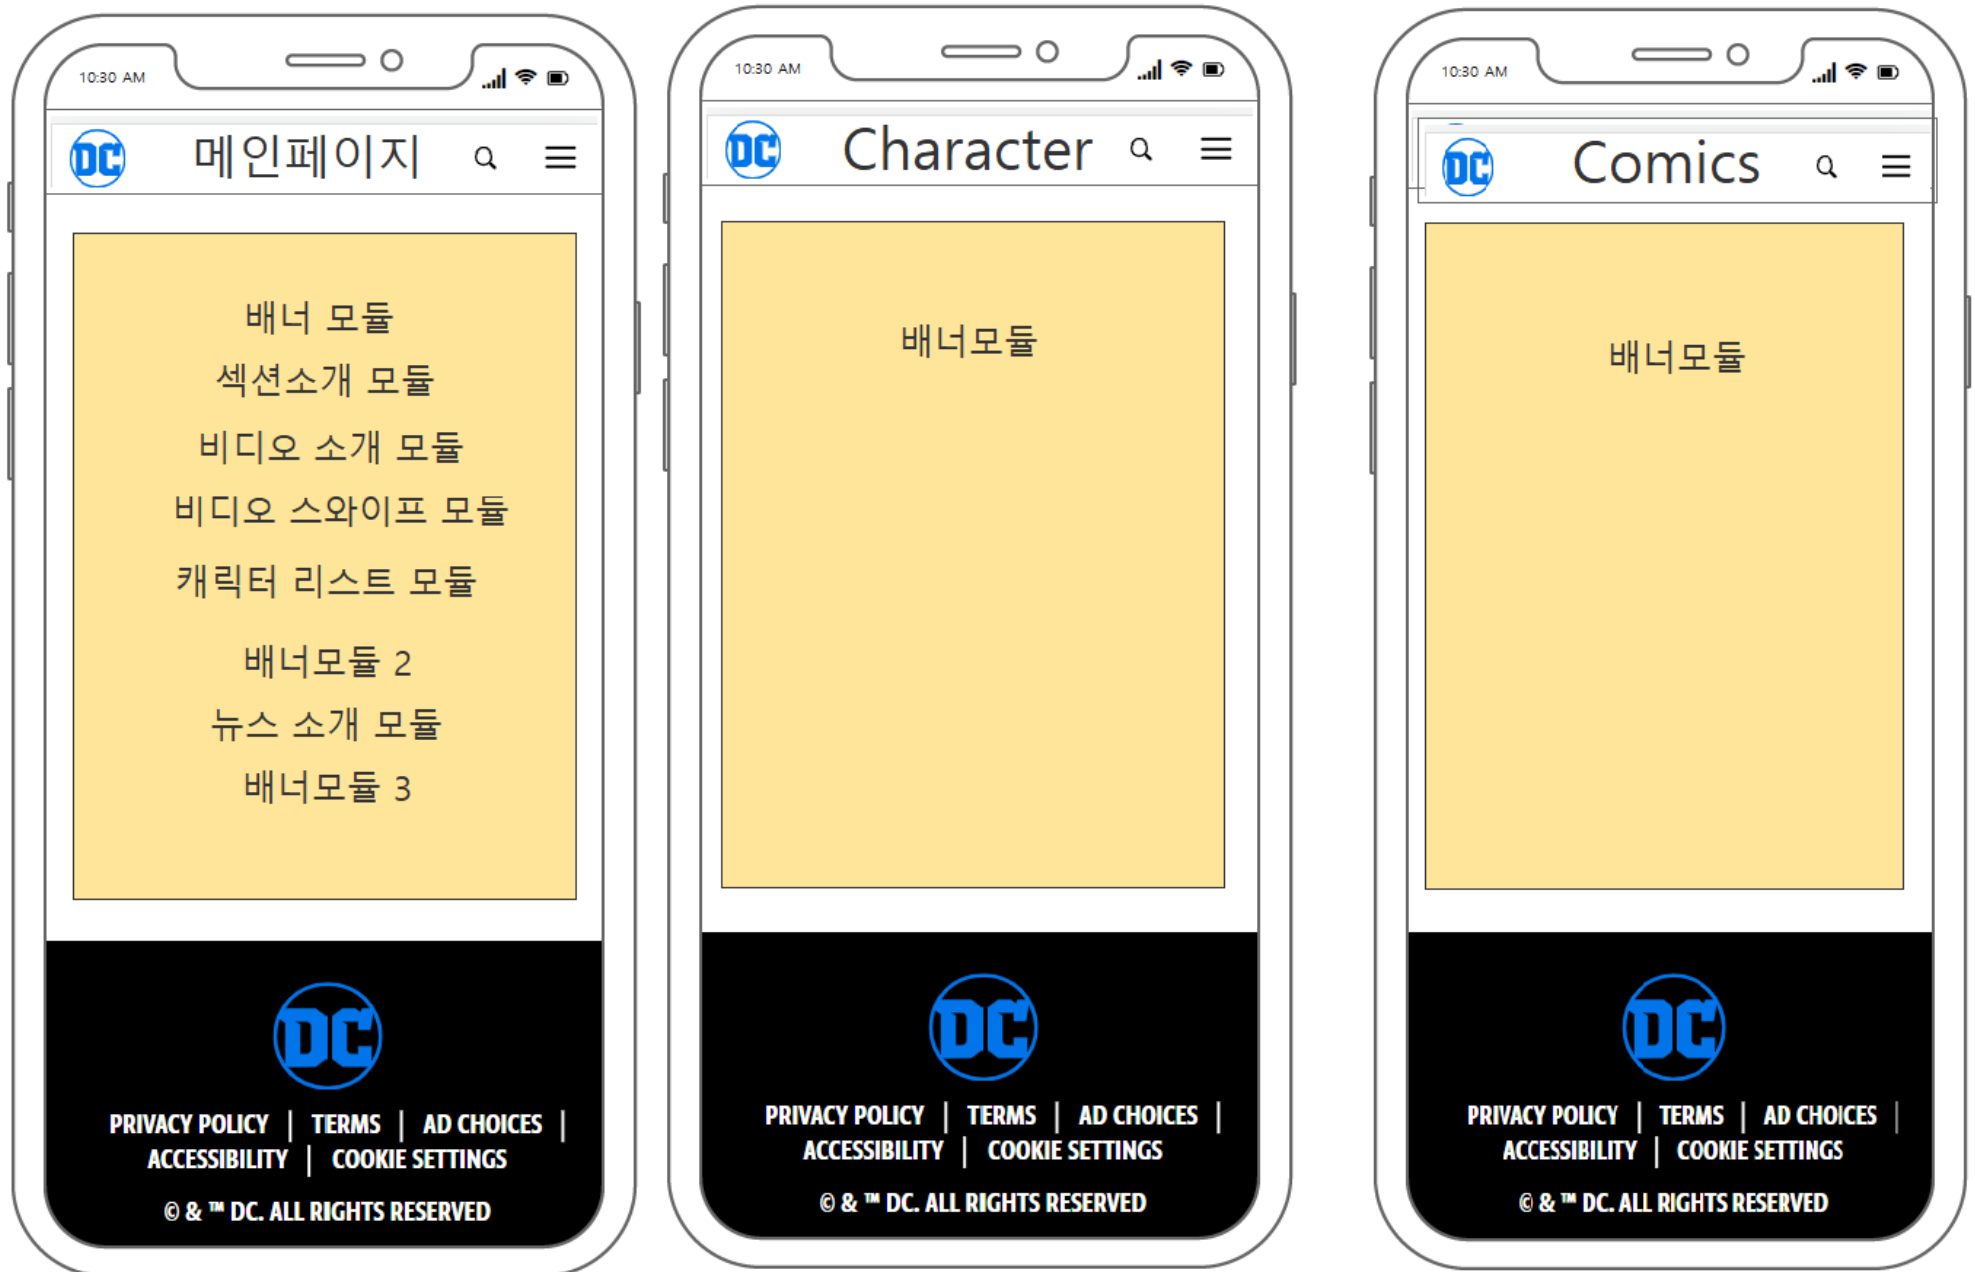 10:30 AM
DC
메인페이지
배너 모듈
섹션소개 모듈
비디오 소개 모듈
비디오 스와이프 모듈
캐릭터 리스트 모듈
배너모듈 2
뉴스 소개 모듈
배너모듈 3
DC
PRIVACY POLICY | TERMS | AD CHOICES |
ACCESSIBILITY | COOKIE SETTINGS
© & ™ DC. ALL RIGHTS RESERVED
10:30 AM
DC
Character
배너모듈
DC
PRIVACY POLICY | TERMS | AD CHOICES |
ACCESSIBILITY | COOKIE SETTINGS
© & ™ DC. ALL RIGHTS RESERVED
10:30 AM
DC
Comics
배너모듈
DC
PRIVACY POLICY | TERMS | AD CHOICES |
ACCESSIBILITY | COOKIE SETTINGS
© & ™ DC. ALL RIGHTS RESERVED